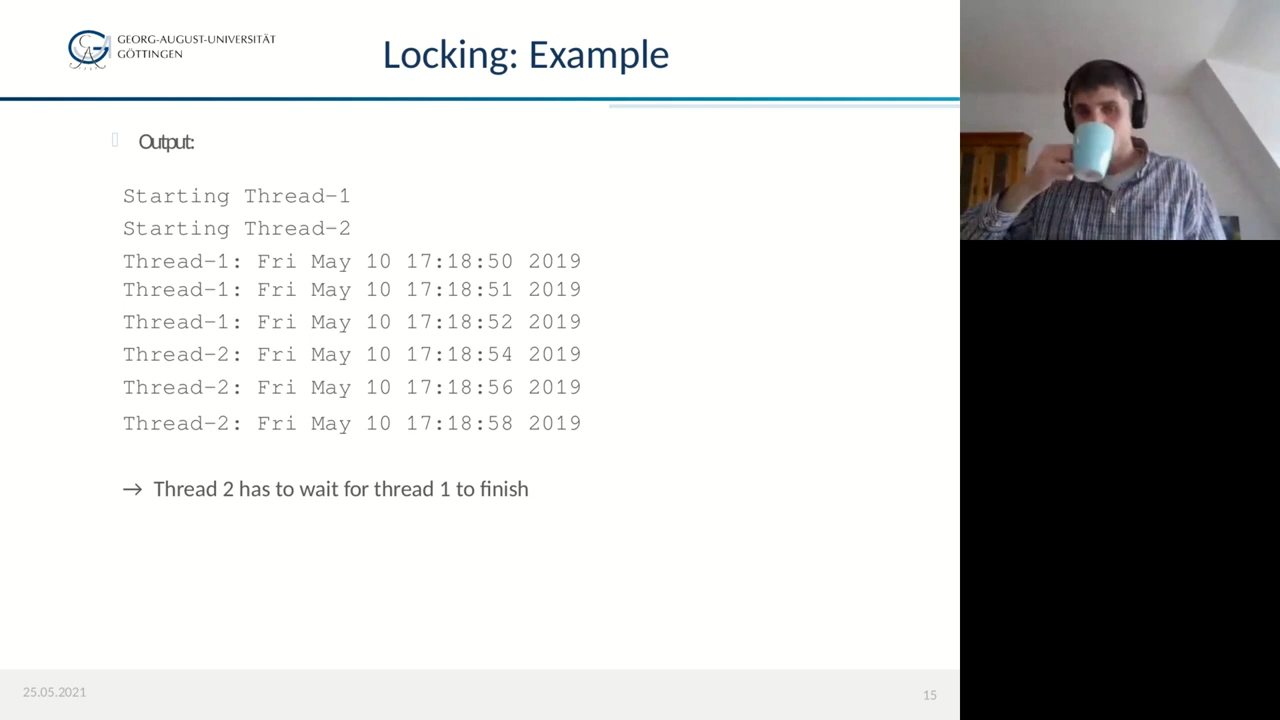 GEORG-AUGUST-UNIVERSITÄT
GÖTTINGEN
Locking: Example
Output:
Starting Thread-1
Starting Thread-2
Thread-1: Fri May 10 17:18:50 2019
Thread-1: Fri May 10 17:18:51 2019
Thread-1: Fri May 10 17:18:52 2019
Thread-2: Fri May 10 17:18:54 2019
Thread-2: Fri May 10 17:18:56 2019
Thread-2: Fri May 10 17:18:58 2019
→ Thread 2 has to wait for thread 1 to finish
25.05.2021
15